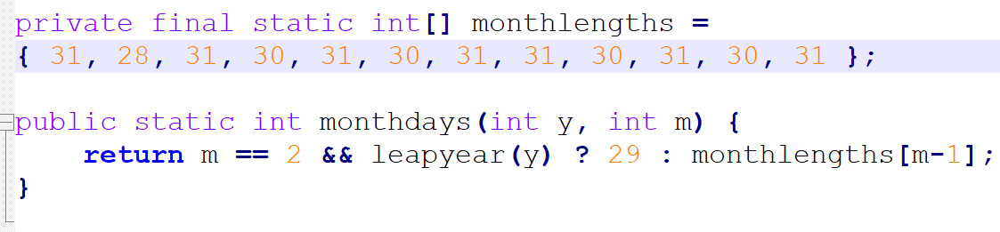 private final static int[] monthlengths =
{ 31, 28, 31, 30, 31, 30, 31, 31, 30, 31, 30, 31 };
public static int monthdays(int y, int m) {
    return m == 2 && leapyear(y) ? 29 : monthlengths[m-1];
}